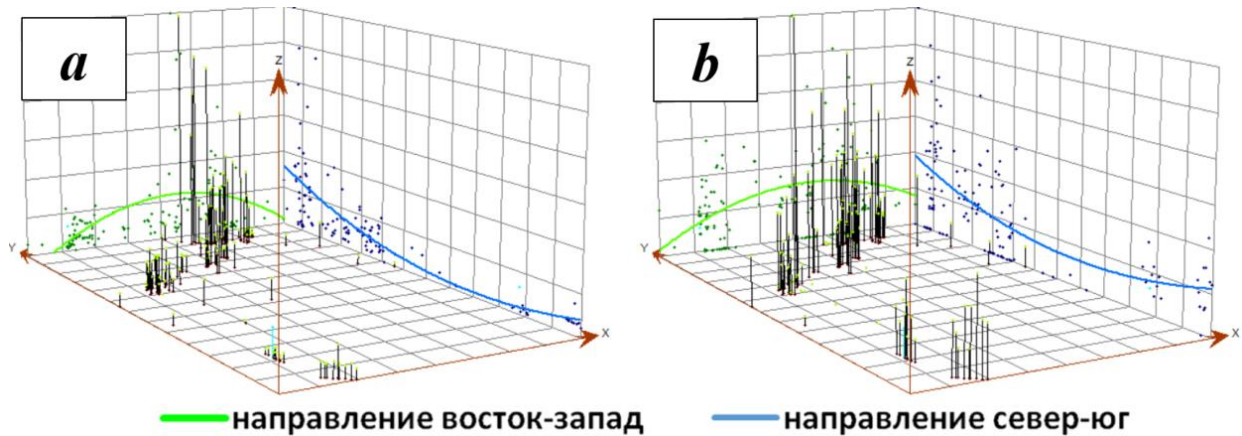 a
b
Z
Z
Y
X
Y
X
направление восток-запад
направление север-юг